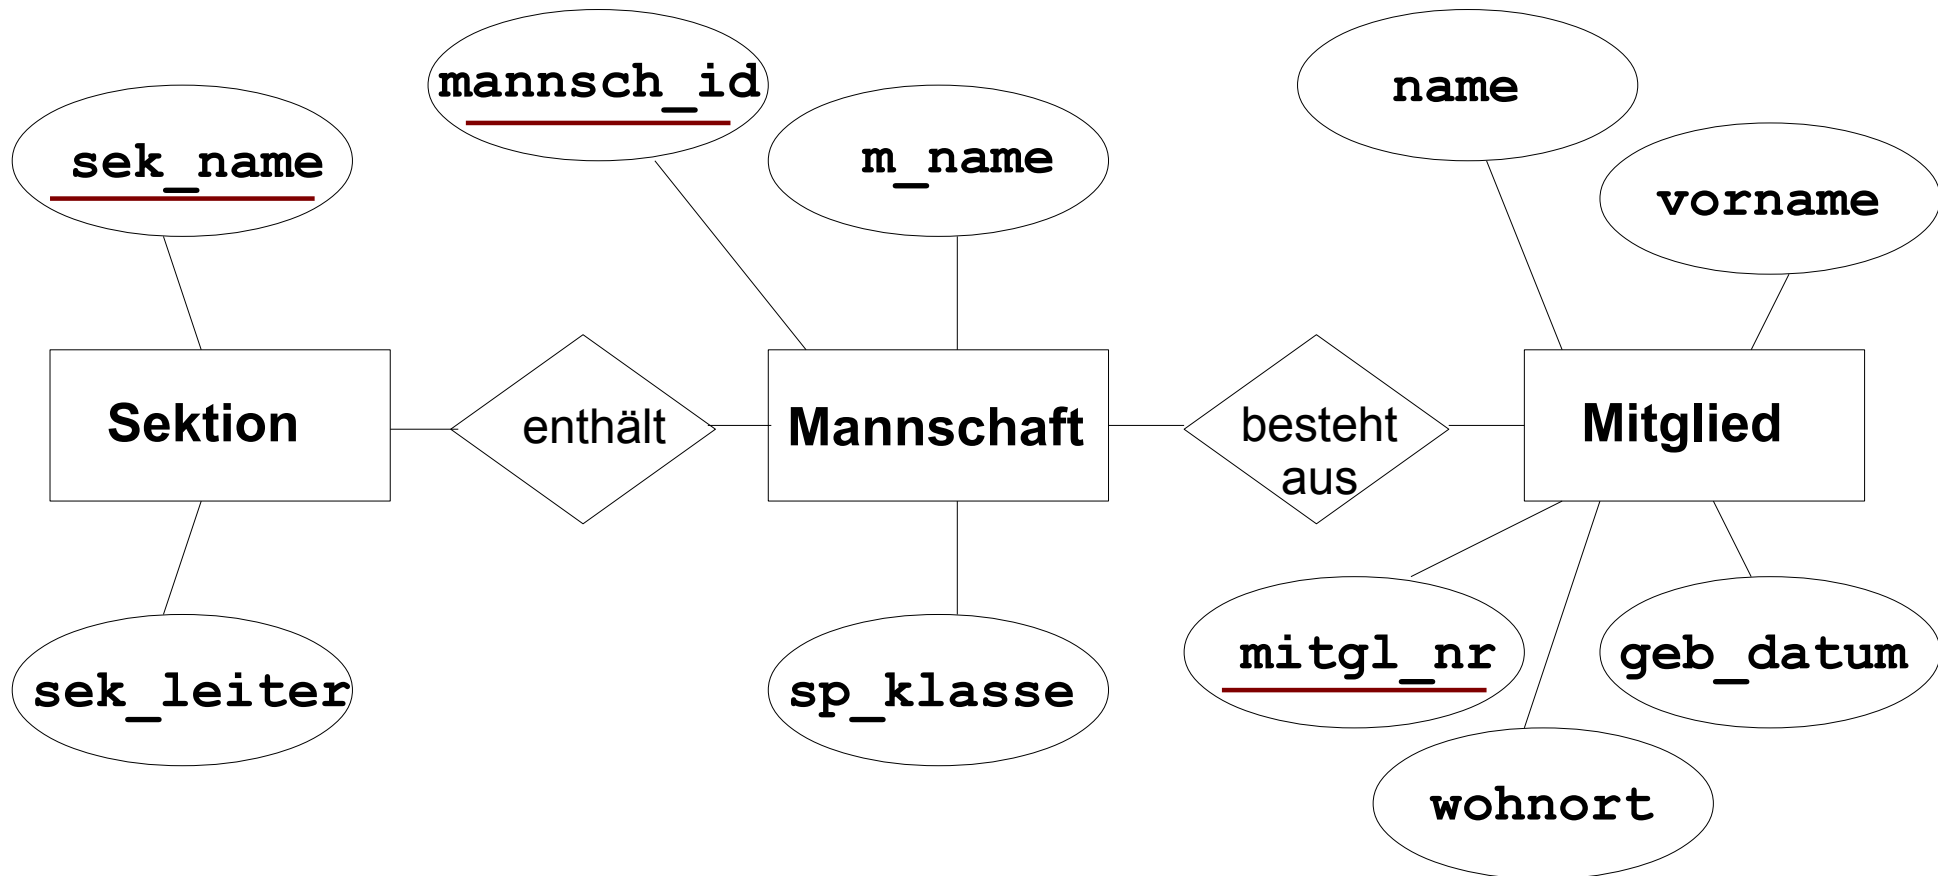 mannsch_id
name
sek_name
m_name
vorname
Sektion
enthält
Mannschaft
besteht
aus
Mitglied
sek_leiter
sp_klasse
mitgl_nr
geb_datum
wohnort